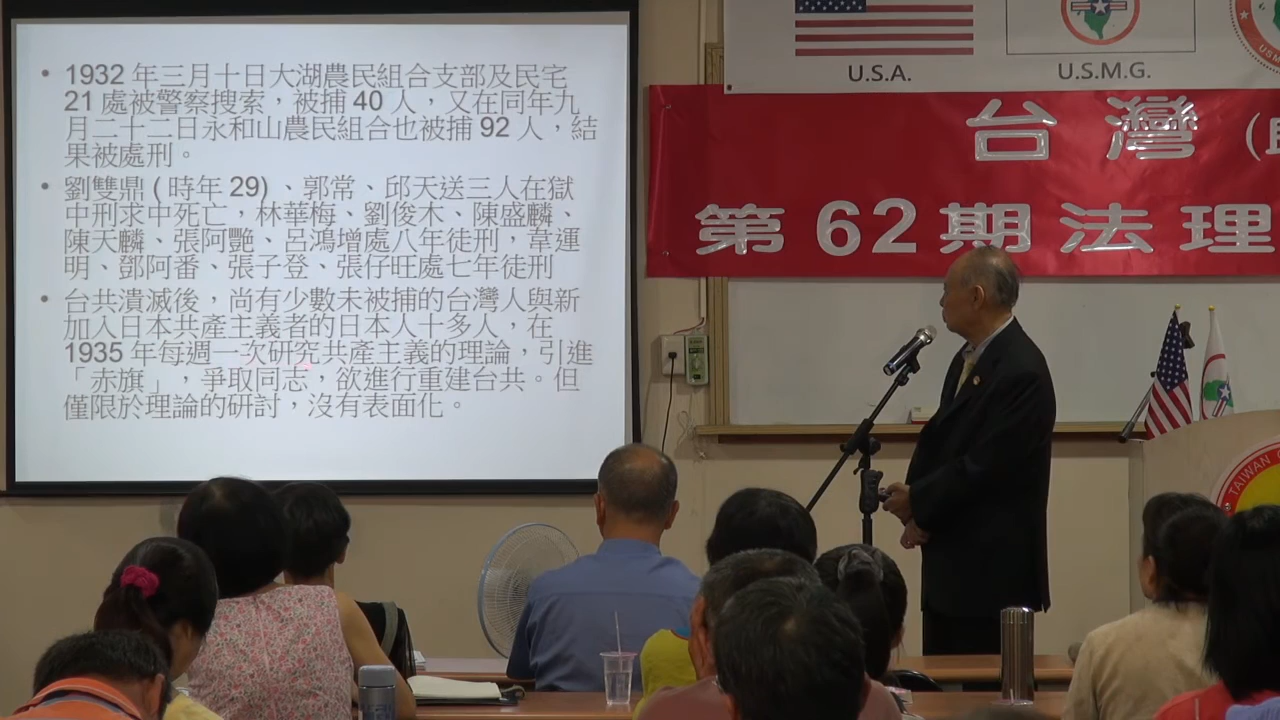 • 1932 年三月十日大湖農民組合支部及民宅
21 處被警察搜索，被捕 40 人，又在同年九
月二十二日永和山農民組合也被捕 92 人，結
果被處刑。
• 劉雙鼎 ( 時年 29) 、郭常、邱天送三人在獄
中刑求中死亡，林華梅、劉俊木、陳盛麟、
陳天麟、張阿艷、呂鴻增處八年徒刑，韋運
明、鄧阿番、張子登、張仔旺處七年徒刑
• 台共潰滅後，尚有少數未被捕的台灣人與新
加入日本共產主義者的日本人十多人，在
1935 年每週一次研究共產主義的理論，引進
「赤旗」，爭取同志，欲進行重建台共。但
僅限於理論的研討，沒有表面化。
U.S.A.
U.S.M.G.
台灣
第62期法理
TAIWAN